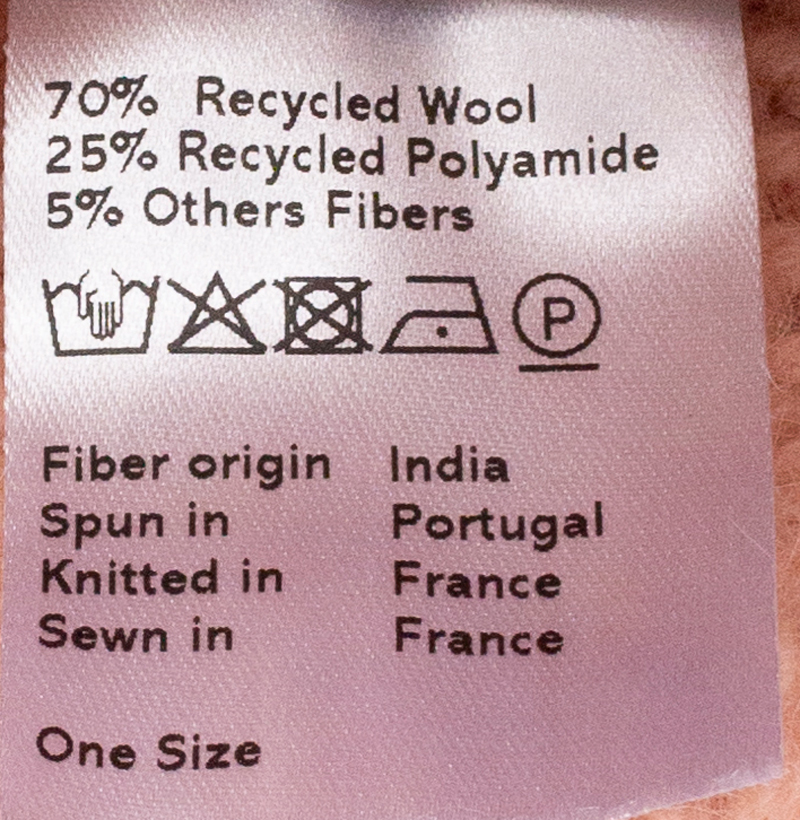 70% Recycled Wool
25% Recycled Polyamide
5% Others Fibers
P
Fiber origin India
Spun in Portugal
Knitted in France
Sewn in France
One Size